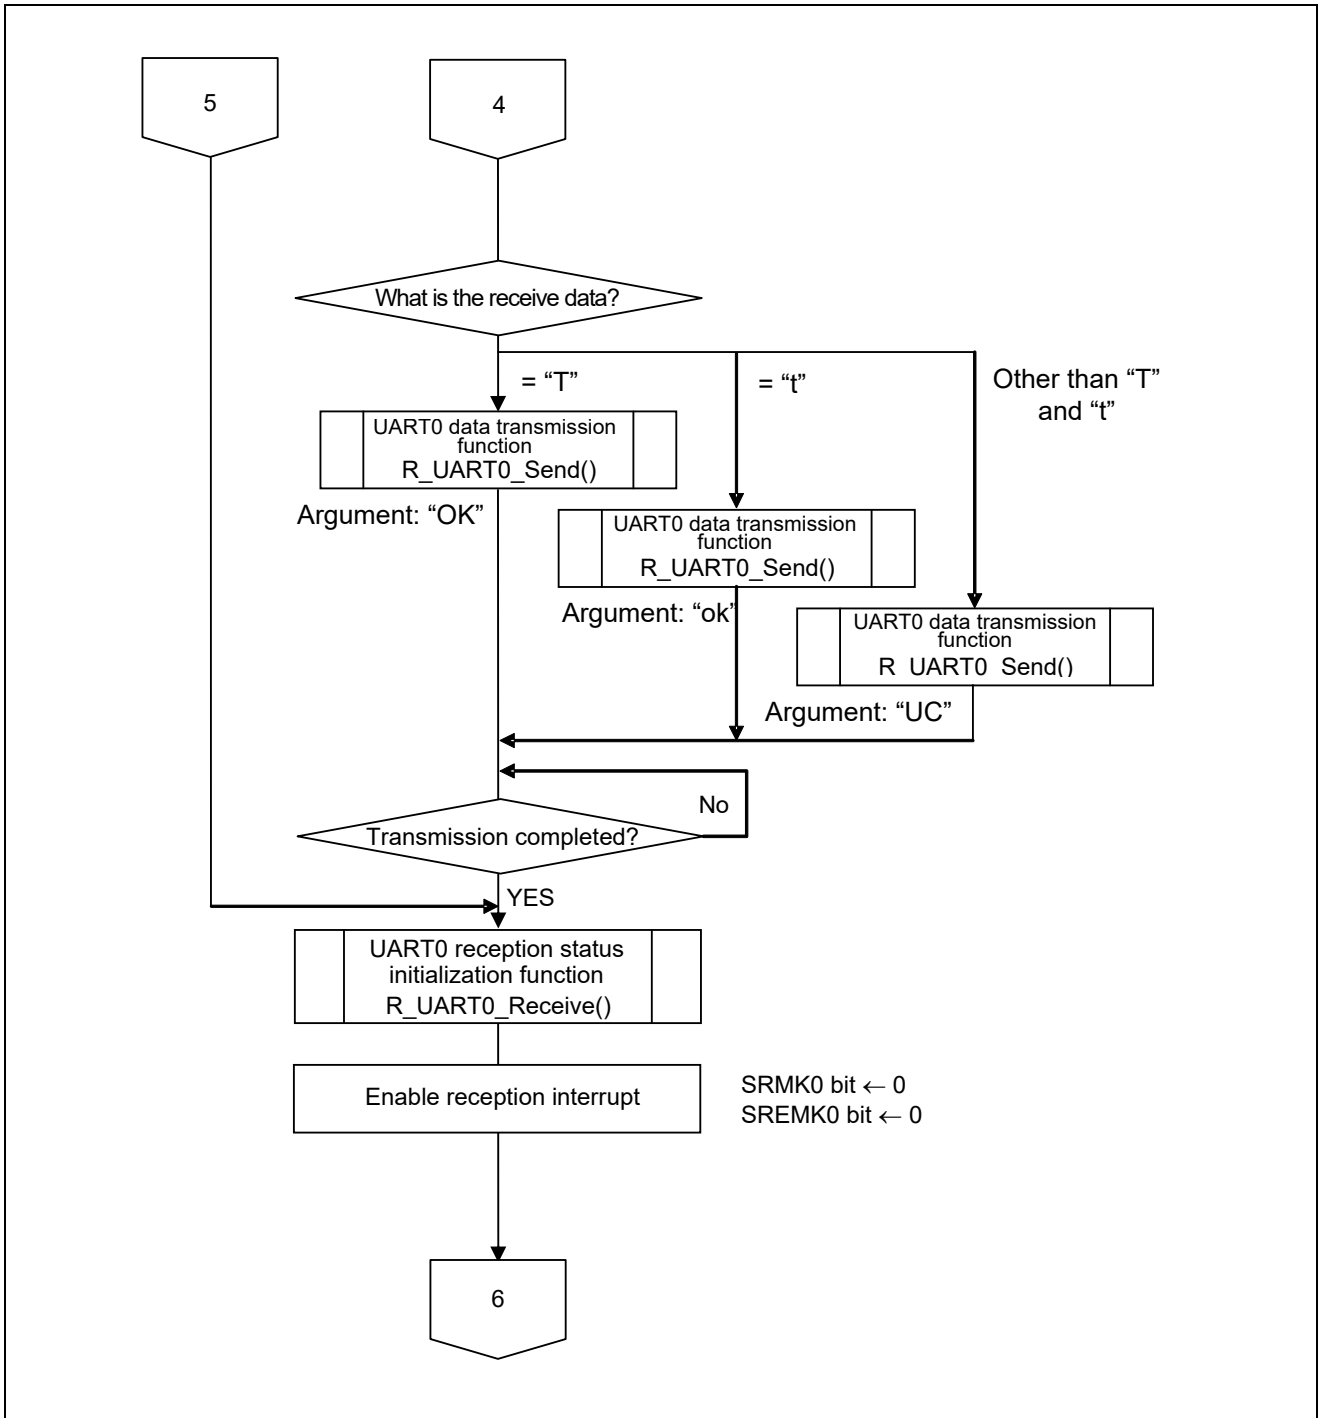 5
4
What is the receive data?
= “T”
= “t”
Other than “T”
and “t”
UART0 data transmission
function
R_UART0_Send()
Argument: “OK”
UART0 data transmission
function
R_UART0_Send()
Argument: “ok”
UART0 data transmission
function
R_UART0_Send()
Argument: “UC”
No
Transmission completed?
YES
UART0 reception status
initialization function
R_UART0_Receive()
Enable reception interrupt
SRMK0 bit ← 0
SREMK0 bit ← 0
6